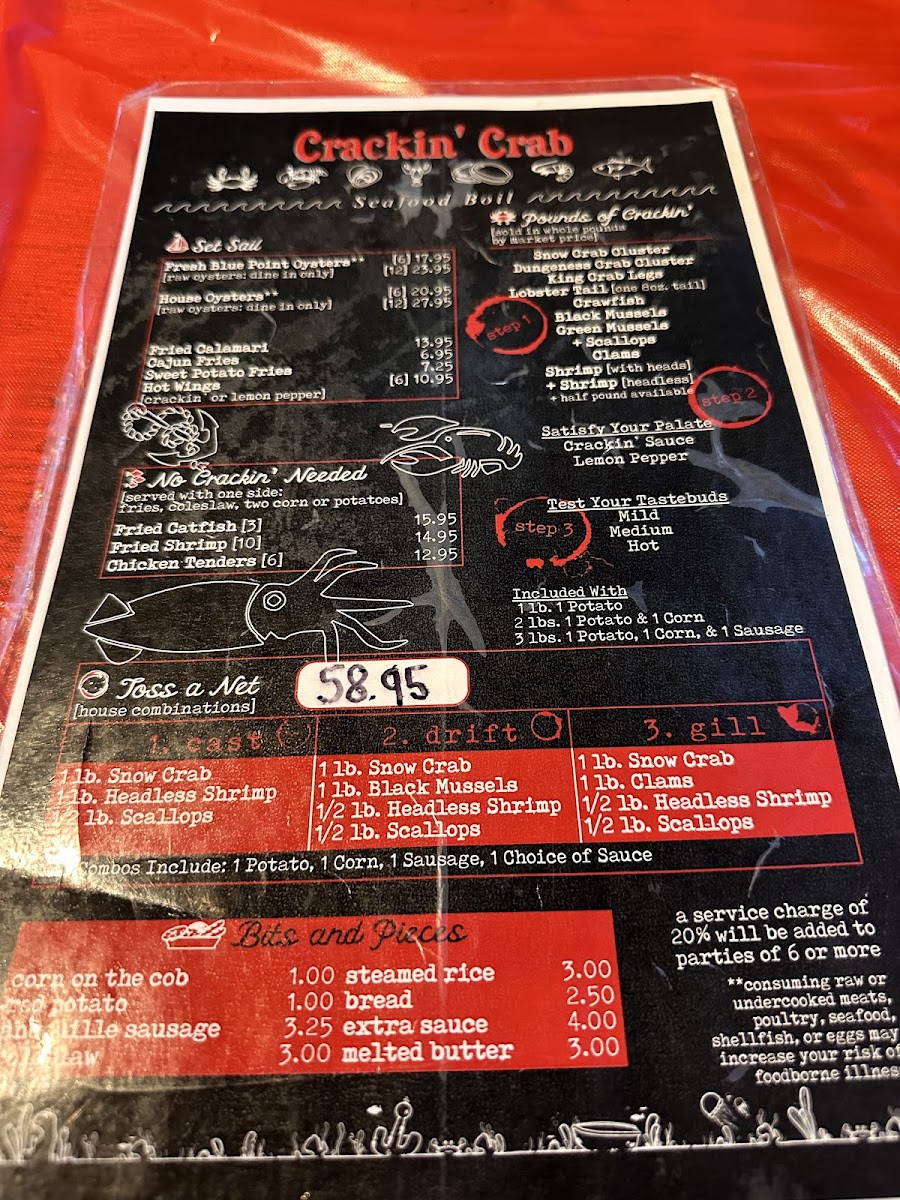 Crackin' Crab
Seafood Boil
Set Sail
Fresh Blue Point Oysters** [6] 17.95
[raw oysters: dine in only] [12] 23.95
House Oysters** [6] 20.95
[raw oysters: dine in only] [12] 27.95
Fried Calamari 13.95
Cajun Fries 6.95
Sweet Potato Fries 7.25
Hot Wings [6] 10.95
[crackin' or lemon pepper]
No Crackin' Needed
[served with one side:
fries, coleslaw, two corn or potatoes]
Fried Catfish [3] 15.95
Fried Shrimp [10] 14.95
Chicken Tenders [6] 12.95
Pounds of Crackin'
[sold in whole pounds
by market price]
step 1
Snow Crab Cluster
Dungeness Crab Cluster
King Crab Legs
Lobster Tail [one 8oz. tail]
Crawfish
Black Mussels
Green Mussels
+ Scallops
Clams
Shrimp [with heads]
+ Shrimp [headless]
+ half pound available
step 2
Satisfy Your Palate
Crackin' Sauce
Lemon Pepper
step 3
Test Your Tastebuds
Mild
Medium
Hot
Included With
1 lb. 1 Potato
2 lbs. 1 Potato & 1 Corn
3 lbs. 1 Potato, 1 Corn, & 1 Sausage
Toss a Net 58.95
[house combinations]
1. cast
1 lb. Snow Crab
1 lb. Headless Shrimp
1/2 lb. Scallops
2. drift
1 lb. Snow Crab
1 lb. Black Mussels
1/2 lb. Headless Shrimp
1/2 lb. Scallops
3. gill
1 lb. Snow Crab
1 lb. Clams
1/2 lb. Headless Shrimp
1/2 lb. Scallops
Combos Include: 1 Potato, 1 Corn, 1 Sausage, 1 Choice of Sauce
Bits and Pieces
corn on the cob 1.00
red potato 1.00
sausage 3.25
3.00
steamed rice 3.00
bread 2.50
extra sauce 4.00
melted butter 3.00
a service charge of
20% will be added to
parties of 6 or more
**consuming raw or
undercooked meats,
poultry, seafood,
shellfish, or eggs may
increase your risk of
foodborne illness